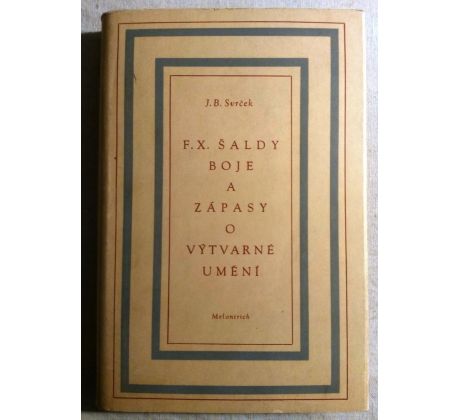 J. B. Svrček
F. X. ŠALDY
BOJE
A
ZÁPASY
O
VÝTVARNÉ
UMĚNÍ
Melantrich